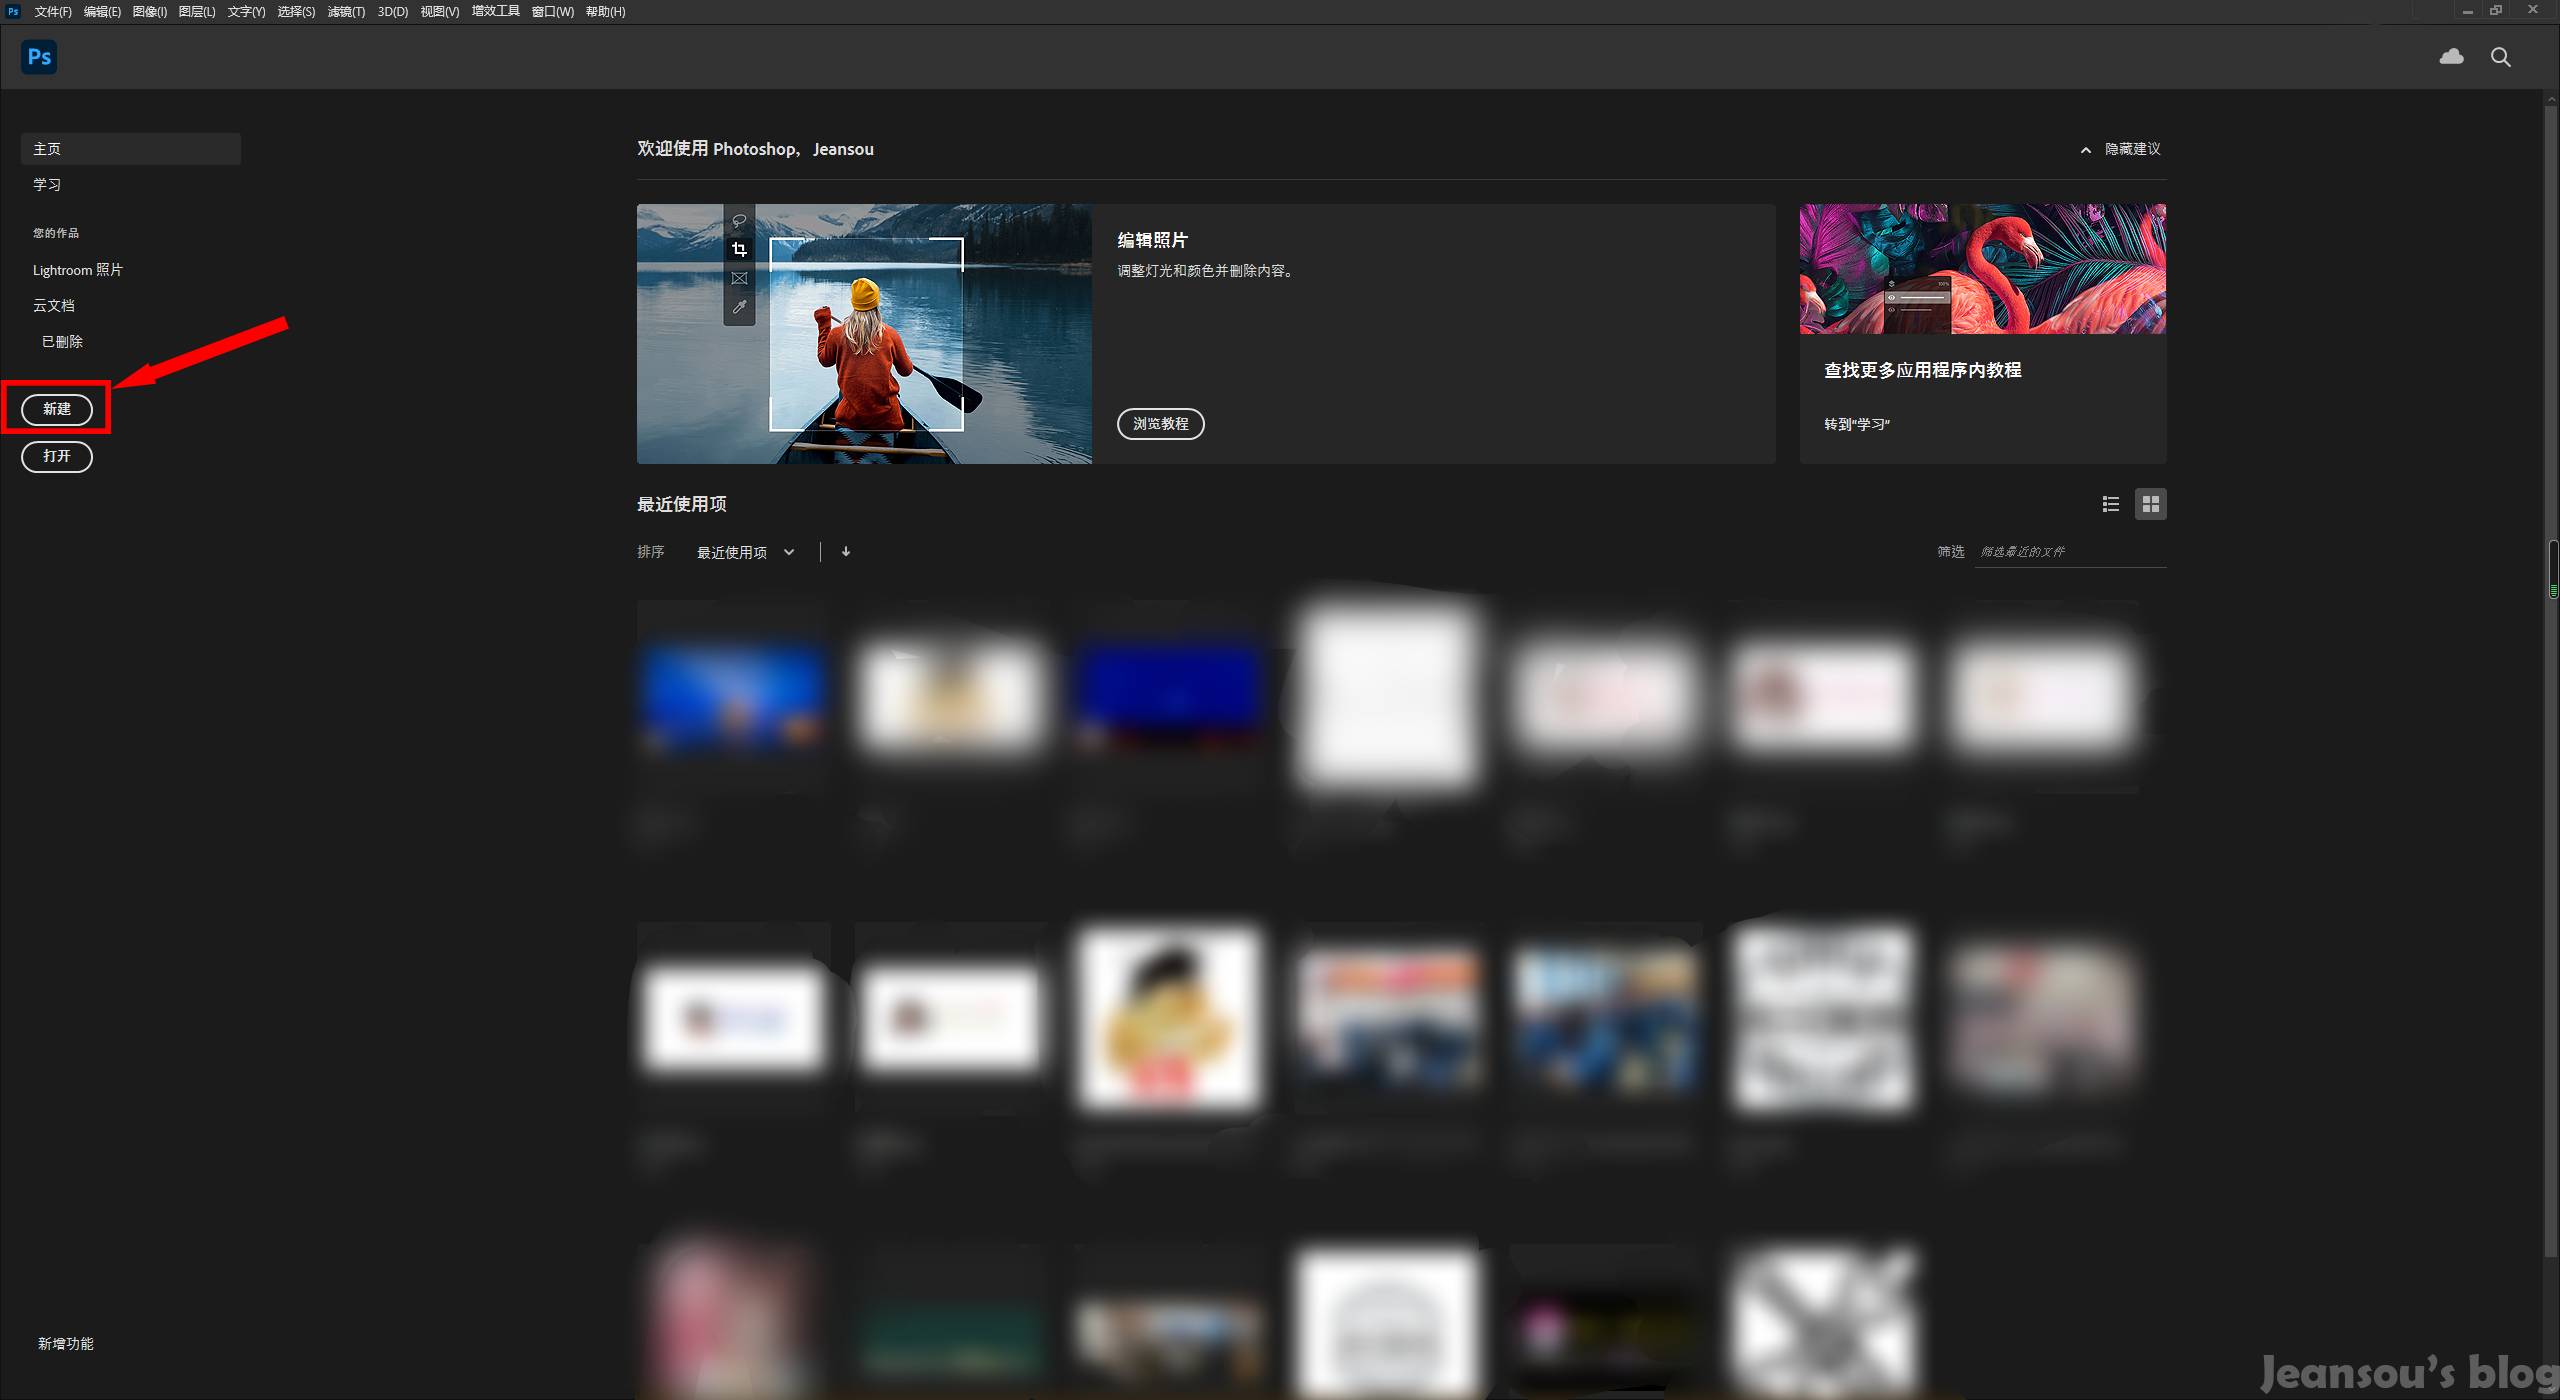 Ps 文件(F) 编辑(E) 图像(I) 图层(L) 文字(Y) 选择(S) 滤镜(T) 3D(D) 视图(V) 增效工具 窗口(W) 帮助(H)
Ps
主页
学习
您的作品
Lightroom 照片
云文档
已删除
新建
打开
欢迎使用 Photoshop，Jeansou
隐藏建议
编辑照片
调整灯光和颜色并删除内容。
浏览教程
100%
查找更多应用程序内教程
转到"学习"
最近使用项
排序 最近使用项
筛选 筛选最近的文件
新增功能
Jeansou's blog